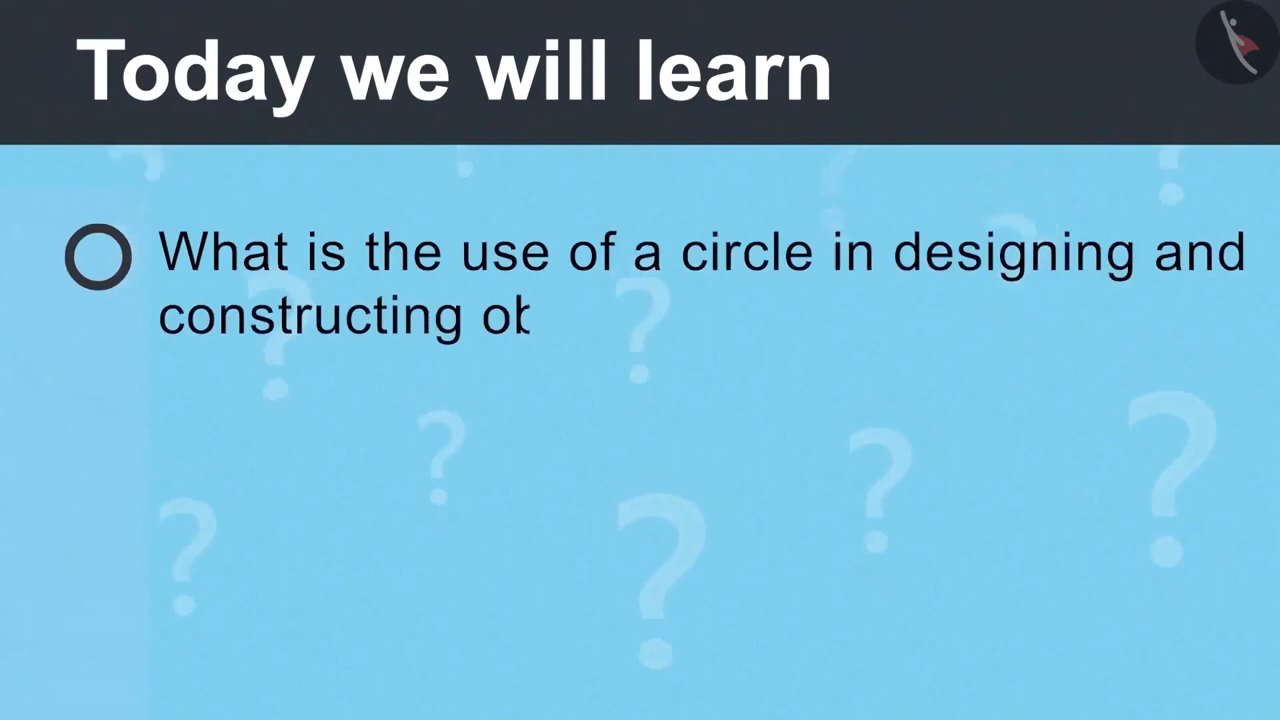 Today we will learn
What is the use of a circle in designing and
constructing